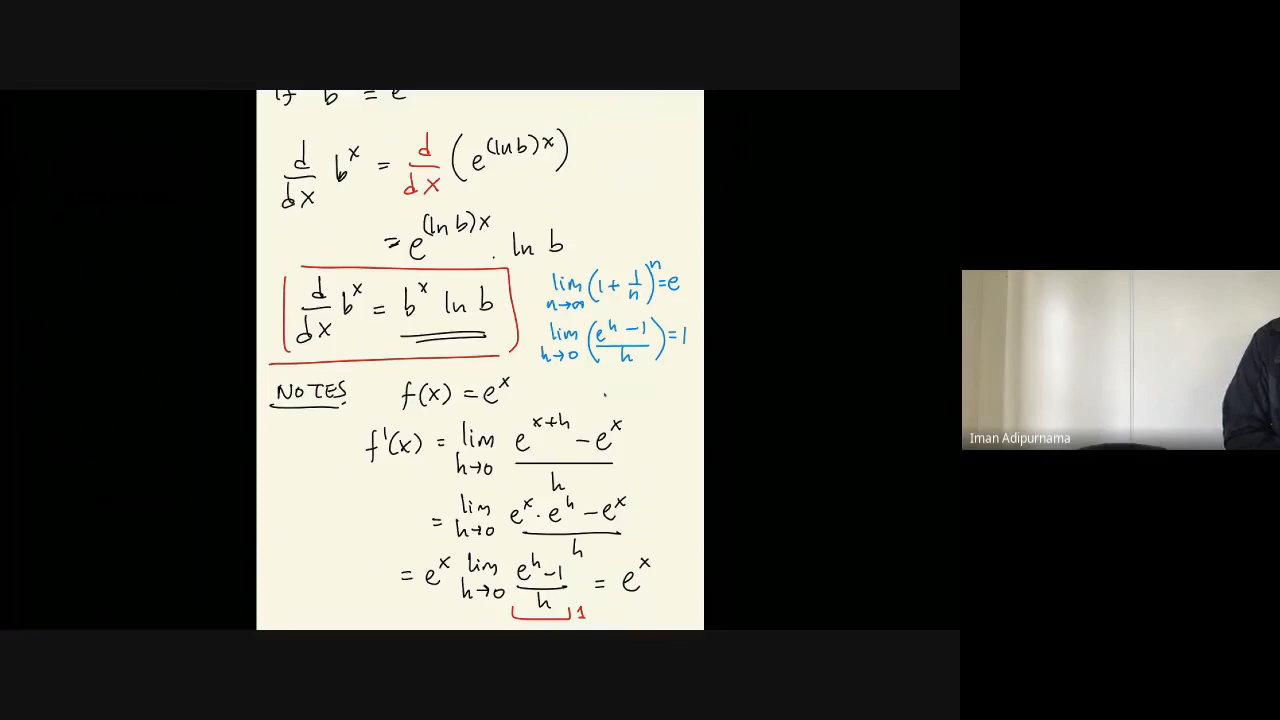 If b = e
d/dx b^x = d/dx (e^{(ln b)x})
= e^{(ln b)x} . ln b
d/dx b^x = b^x ln b
lim_{n→∞} (1 + 1/n)^n = e
lim_{h→0} ((e^h − 1)/h) = 1
NOTES: f(x) = e^x
f'(x) = lim_{h→0} (e^{x+h} − e^x)/h
= lim_{h→0} (e^x · e^h − e^x)/h
= e^x lim_{h→0} (e^h − 1)/h = e^x
1
Iman Adipurnama